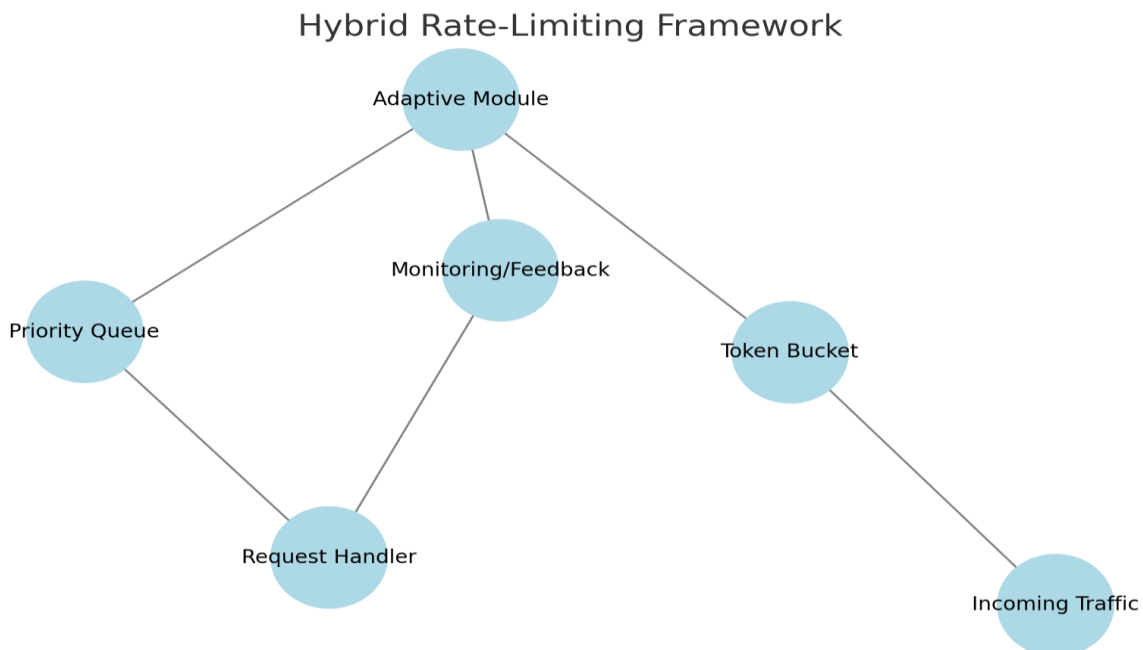 Hybrid Rate-Limiting Framework
Adaptive Module
Monitoring/Feedback
Priority Queue
Token Bucket
Request Handler
Incoming Traffic